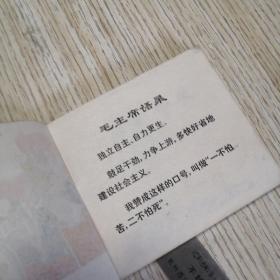 毛主席语录
独立自主、自力更生。
鼓足干劲，力争上游，多快好省地
建设社会主义。
我赞成这样的口号，叫做“一不怕
苦，二不怕死”。